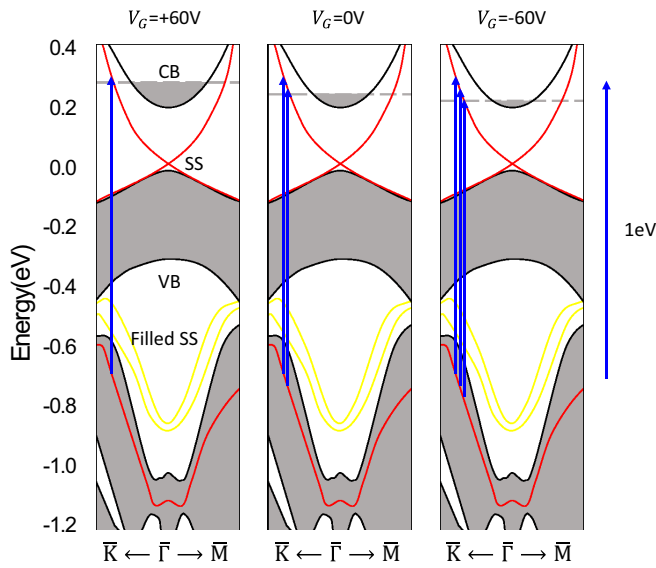 V_G=+60V
V_G=0V
V_G=-60V
0.4
0.2
0.0
-0.2
-0.4
-0.6
-0.8
-1.0
-1.2
Energy(eV)
CB
SS
VB
Filled SS
1eV
K̅ ← Γ̅ → M̅
K̅ ← Γ̅ → M̅
K̅ ← Γ̅ → M̅